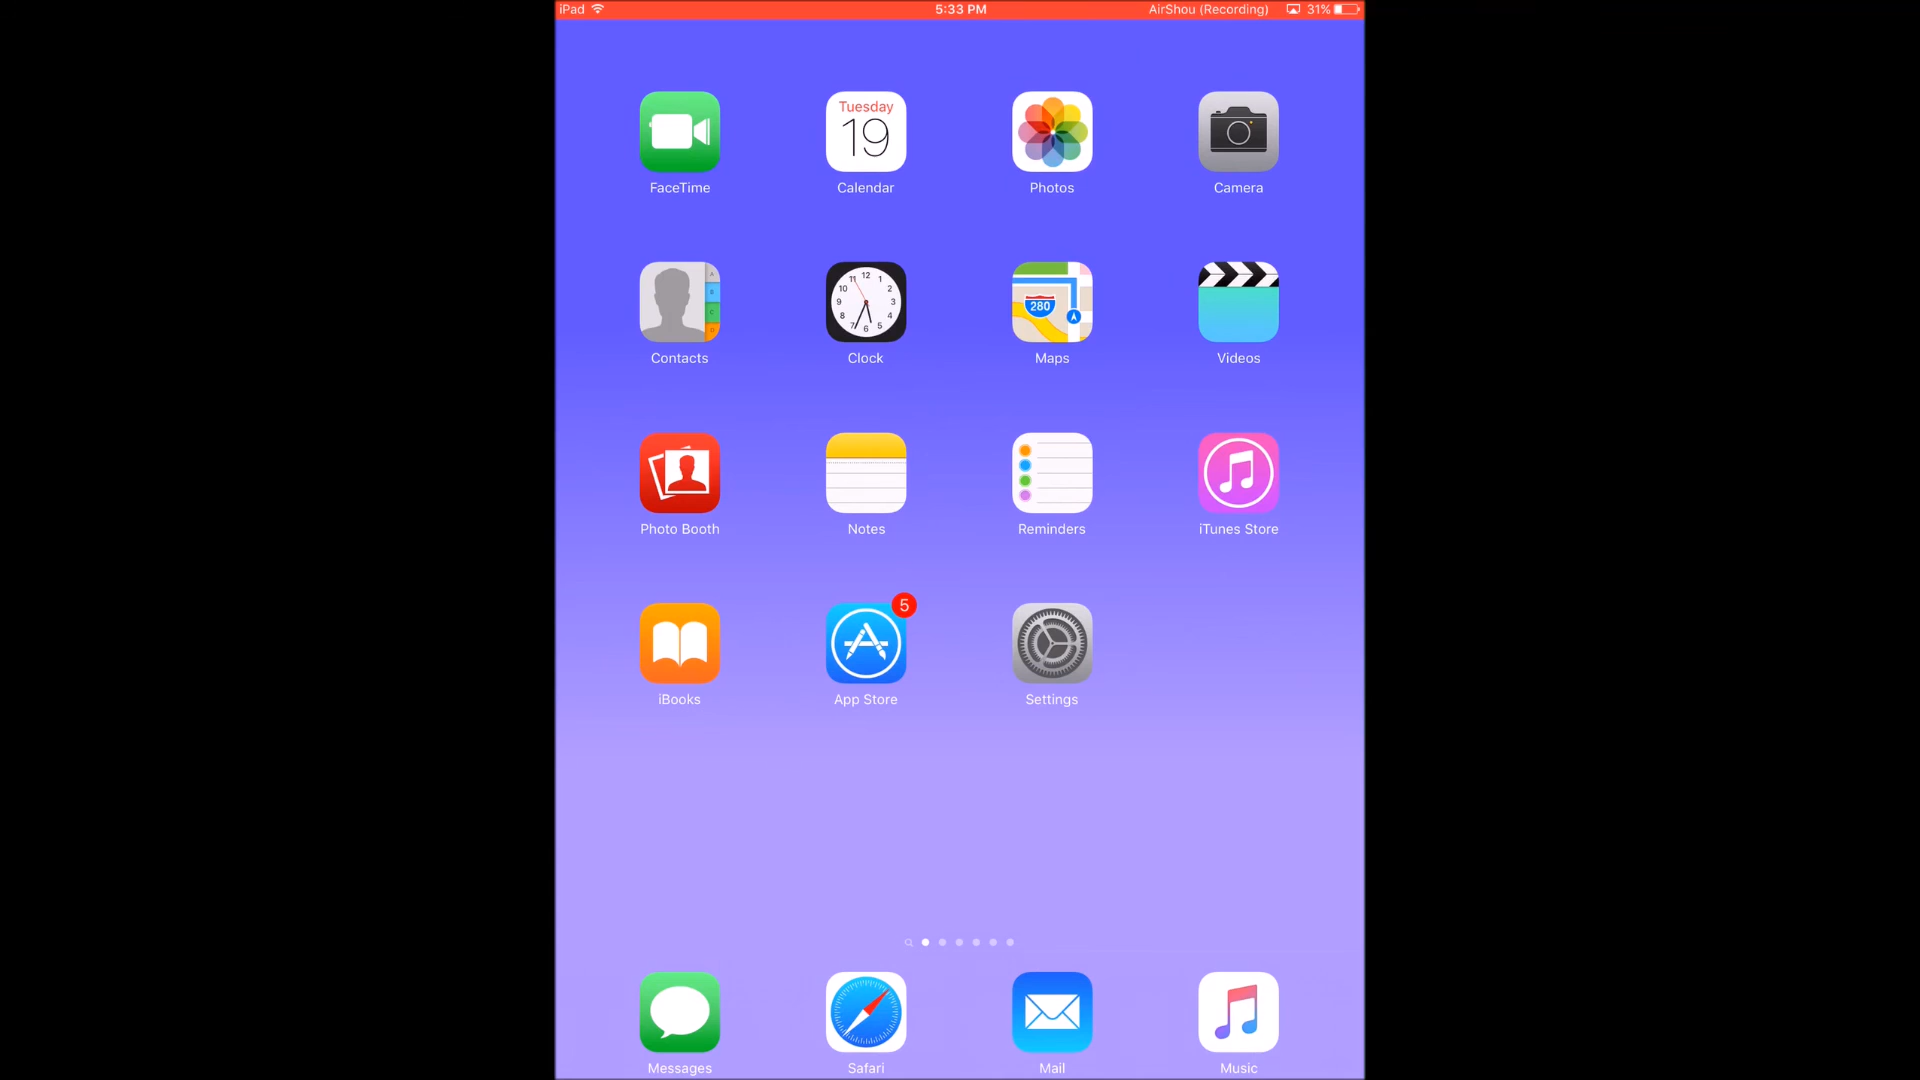 iPad 5:33 PM AirShou (Recording) 31%
Tuesday
19
FaceTime Calendar Photos Camera
280
Contacts Clock Maps Videos
Photo Booth Notes Reminders iTunes Store
5
iBooks App Store Settings
Messages Safari Mail Music